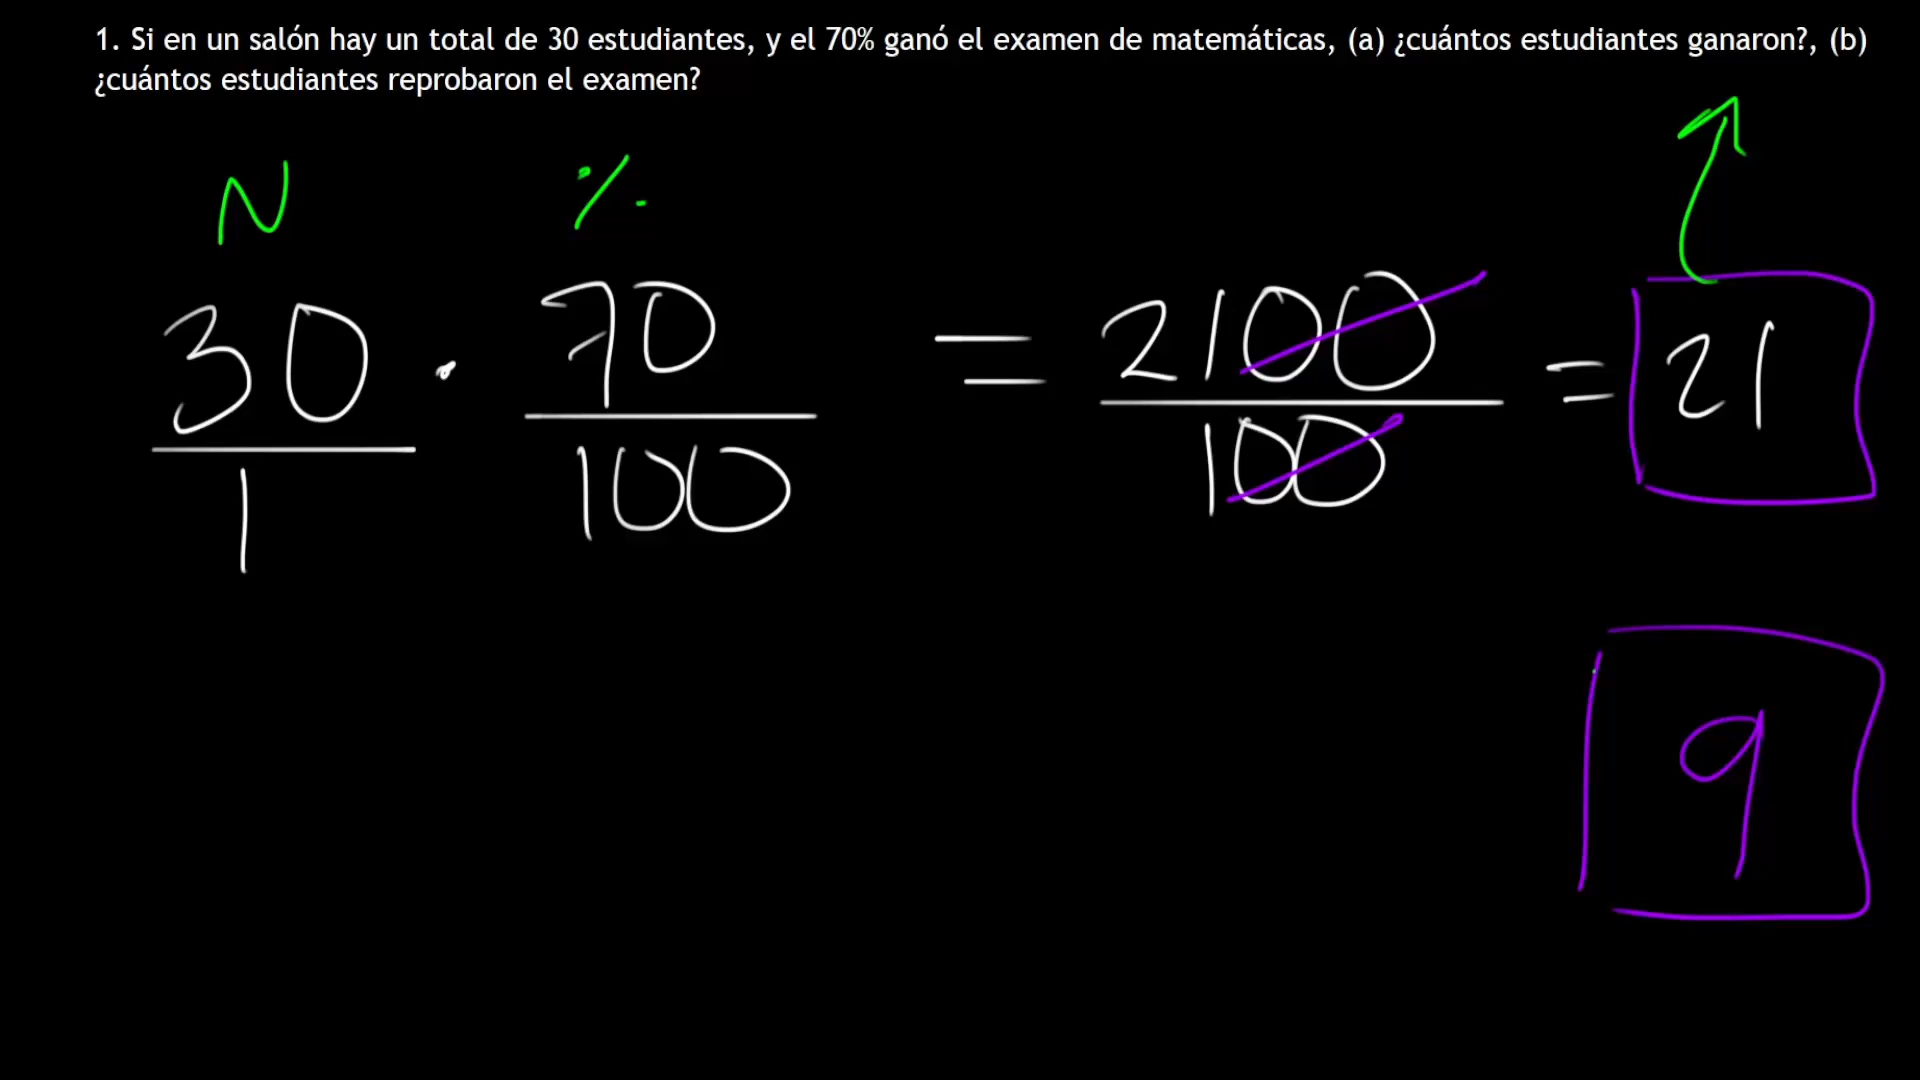 1. Si en un salón hay un total de 30 estudiantes, y el 70% ganó el examen de matemáticas, (a) ¿cuántos estudiantes ganaron?, (b)
¿cuántos estudiantes reprobaron el examen?
N %
30/1 · 70/100 = 2100/100 = 21
9